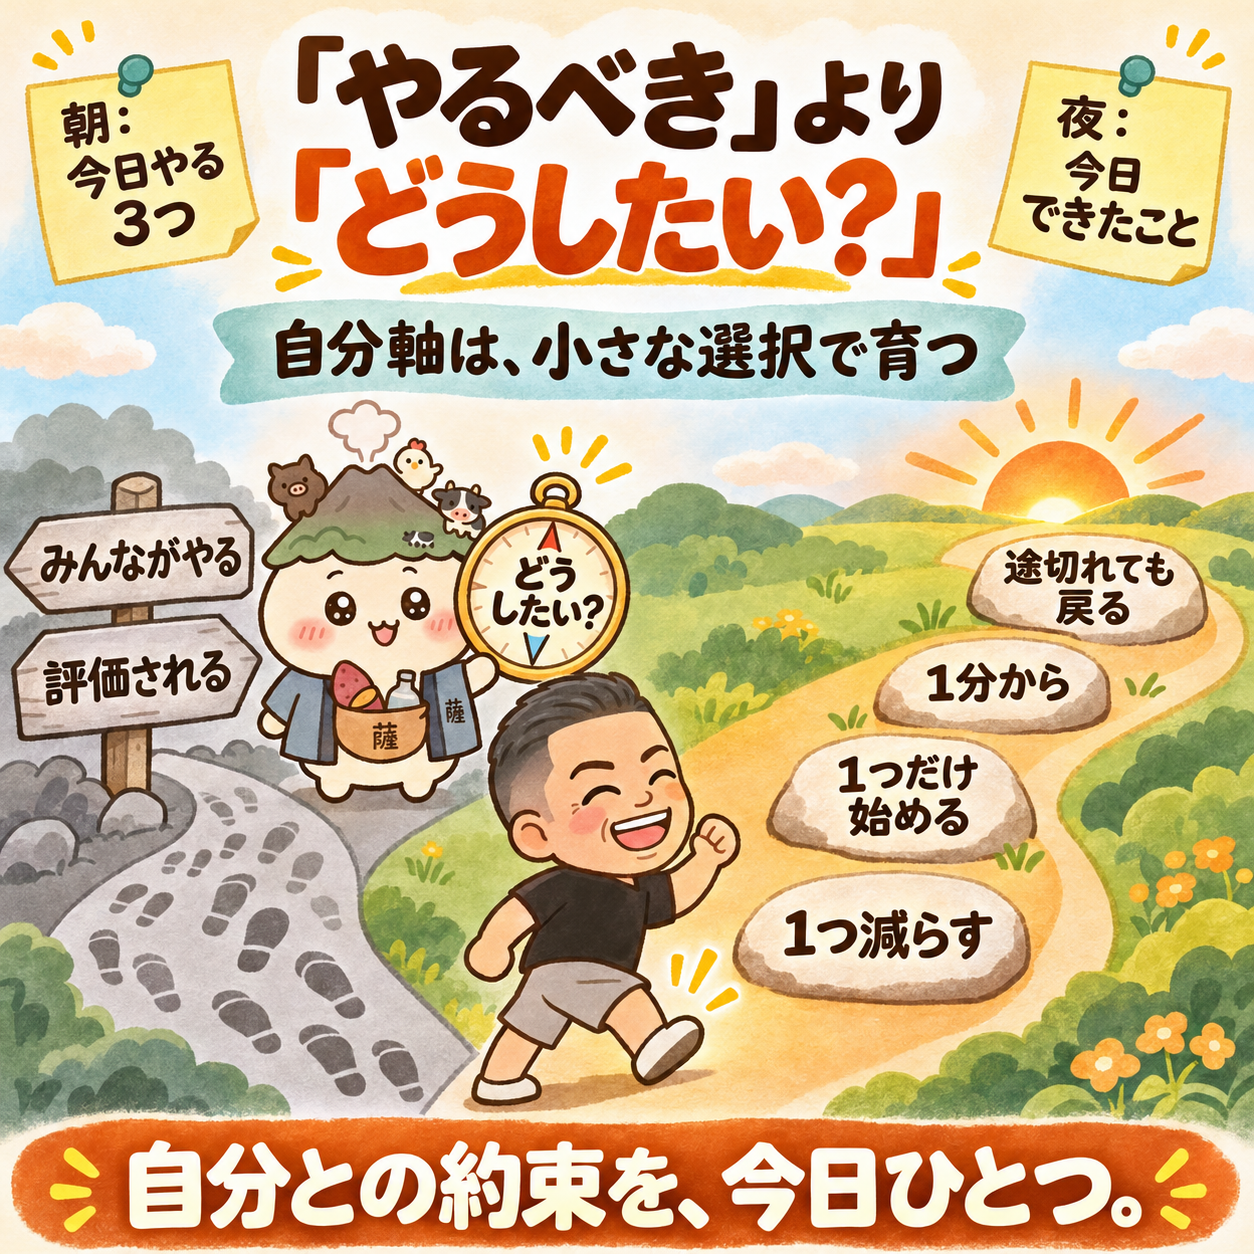 朝：
今日やる
3つ
「やるべき」より
「どうしたい？」
夜：
今日
できたこと
自分軸は、小さな選択で育つ
みんながやる
評価される
どう
したい？
薩
薩
途切れても
戻る
1分から
1つだけ
始める
1つ減らす
自分との約束を、今日ひとつ。